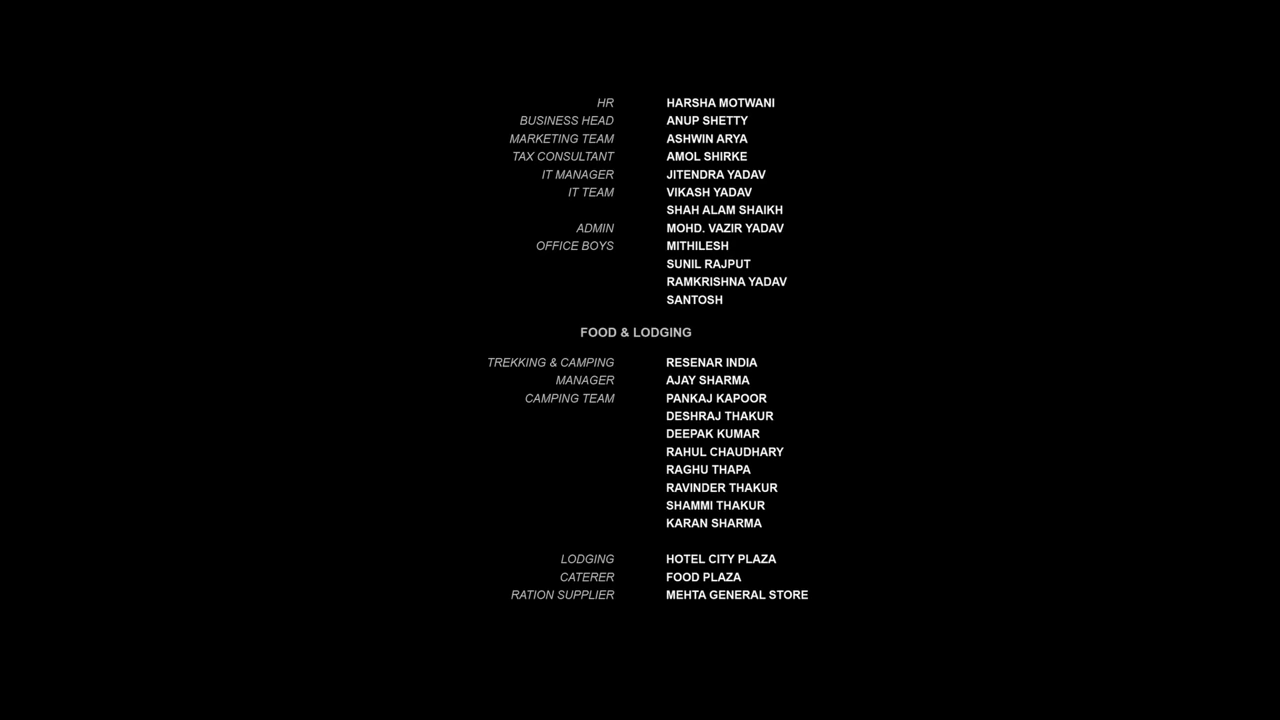 HR HARSHA MOTWANI
BUSINESS HEAD ANUP SHETTY
MARKETING TEAM ASHWIN ARYA
TAX CONSULTANT AMOL SHIRKE
IT MANAGER JITENDRA YADAV
IT TEAM VIKASH YADAV
SHAH ALAM SHAIKH
ADMIN MOHD. VAZIR YADAV
OFFICE BOYS MITHILESH
SUNIL RAJPUT
RAMKRISHNA YADAV
SANTOSH
FOOD & LODGING
TREKKING & CAMPING RESENAR INDIA
MANAGER AJAY SHARMA
CAMPING TEAM PANKAJ KAPOOR
DESHRAJ THAKUR
DEEPAK KUMAR
RAHUL CHAUDHARY
RAGHU THAPA
RAVINDER THAKUR
SHAMMI THAKUR
KARAN SHARMA
LODGING HOTEL CITY PLAZA
CATERER FOOD PLAZA
RATION SUPPLIER MEHTA GENERAL STORE